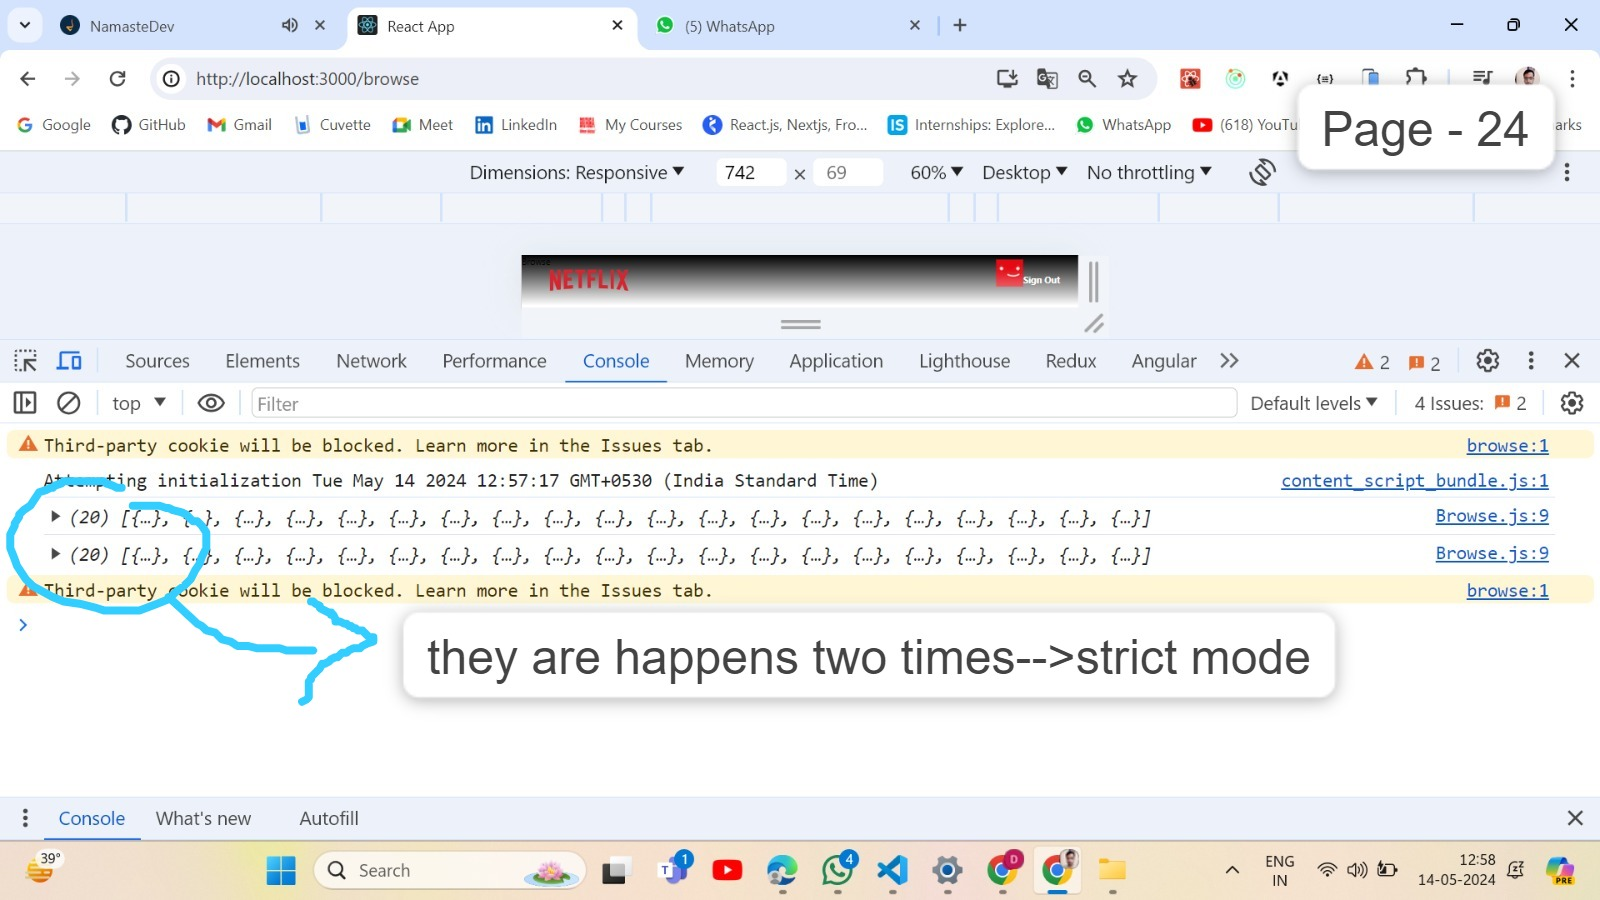 NamasteDev
React App
(5) WhatsApp
http://localhost:3000/browse
Google GitHub Gmail Cuvette Meet LinkedIn My Courses React.js, Nextjs, Fro... Internships: Explore... WhatsApp (618) YouTu arks
Page - 24
Dimensions: Responsive 742 × 69 60% Desktop No throttling
Browse
NETFLIX
Sign Out
Sources Elements Network Performance Console Memory Application Lighthouse Redux Angular 2 2
top Filter Default levels 4 Issues: 2
Third-party cookie will be blocked. Learn more in the Issues tab. browse:1
Attempting initialization Tue May 14 2024 12:57:17 GMT+0530 (India Standard Time) content_script_bundle.js:1
(20) [{…}, {…}, {…}, {…}, {…}, {…}, {…}, {…}, {…}, {…}, {…}, {…}, {…}, {…}, {…}, {…}, {…}, {…}, {…}, {…}] Browse.js:9
(20) [{…}, {…}, {…}, {…}, {…}, {…}, {…}, {…}, {…}, {…}, {…}, {…}, {…}, {…}, {…}, {…}, {…}, {…}, {…}, {…}] Browse.js:9
Third-party cookie will be blocked. Learn more in the Issues tab. browse:1
they are happens two times-->strict mode
Console What's new Autofill
39°
Search
1
4
D
ENG
IN
12:58
14-05-2024
PRE